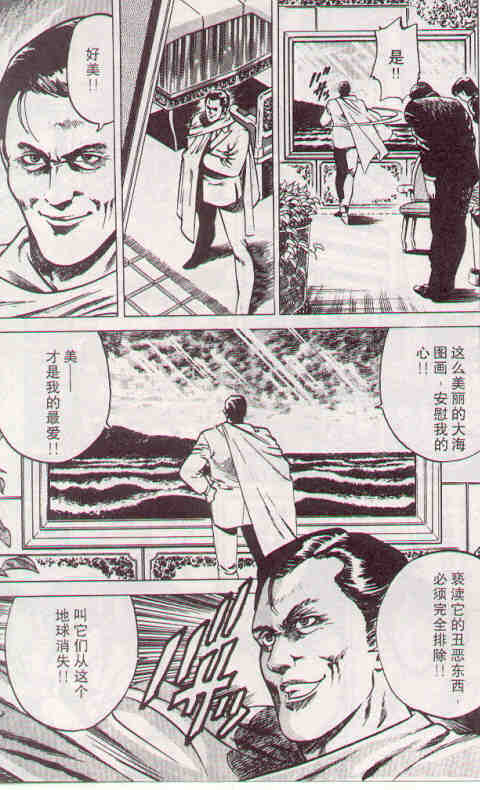 是!!
好美!!
这么美丽的大海
图画，安慰我的
心!!
美——
才是我的最爱!!
亵渎它的丑恶东西，
必须完全排除!!
叫它们从这个
地球消失!!